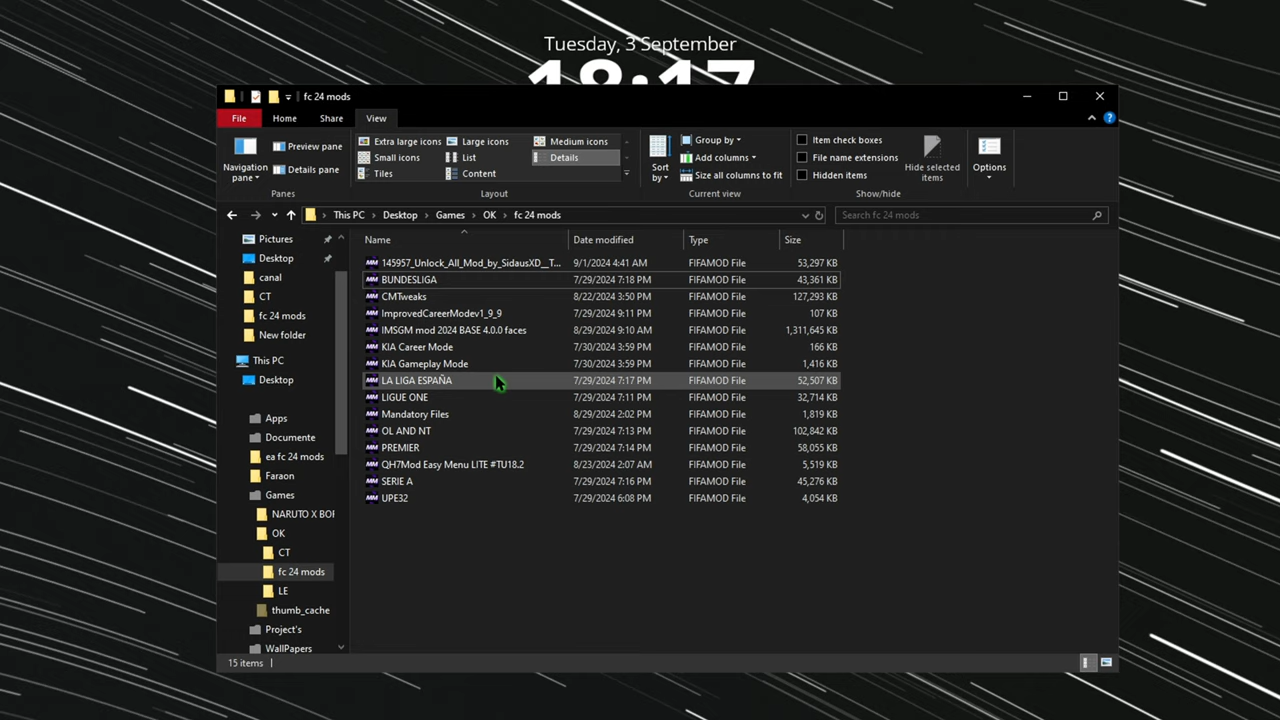 Tuesday, 3 September
18:17
fc 24 mods
File Home Share View
Navigation pane
Preview pane
Details pane
Panes
Extra large icons Large icons Medium icons
Small icons List Details
Tiles Content
Layout
Sort by
Group by
Add columns
Size all columns to fit
Current view
Item check boxes
File name extensions
Hidden items
Hide selected items
Show/hide
Options
This PC Desktop Games OK fc 24 mods
Search fc 24 mods
Pictures
Desktop
canal
CT
fc 24 mods
New folder
This PC
Desktop
Apps
Documente
ea fc 24 mods
Faraon
Games
NARUTO X BOF
OK
CT
fc 24 mods
LE
thumb_cache
Project's
WallPapers
Name Date modified Type Size
145957_Unlock_All_Mod_by_SidausXD__T... 9/1/2024 4:41 AM FIFAMOD File 53,297 KB
BUNDESLIGA 7/29/2024 7:18 PM FIFAMOD File 43,361 KB
CMTweaks 8/22/2024 3:50 PM FIFAMOD File 127,293 KB
ImprovedCareerModev1_9_9 7/29/2024 9:11 PM FIFAMOD File 107 KB
IMSGM mod 2024 BASE 4.0.0 faces 8/29/2024 9:10 AM FIFAMOD File 1,311,645 KB
KIA Career Mode 7/30/2024 3:59 PM FIFAMOD File 166 KB
KIA Gameplay Mode 7/30/2024 3:59 PM FIFAMOD File 1,416 KB
LA LIGA ESPAÑA 7/29/2024 7:17 PM FIFAMOD File 52,507 KB
LIGUE ONE 7/29/2024 7:11 PM FIFAMOD File 32,714 KB
Mandatory Files 8/29/2024 2:02 PM FIFAMOD File 1,819 KB
OL AND NT 7/29/2024 7:13 PM FIFAMOD File 102,842 KB
PREMIER 7/29/2024 7:14 PM FIFAMOD File 58,055 KB
QH7Mod Easy Menu LITE #TU18.2 8/23/2024 2:07 AM FIFAMOD File 5,519 KB
SERIE A 7/29/2024 7:16 PM FIFAMOD File 45,276 KB
UPE32 7/29/2024 6:08 PM FIFAMOD File 4,054 KB
15 items